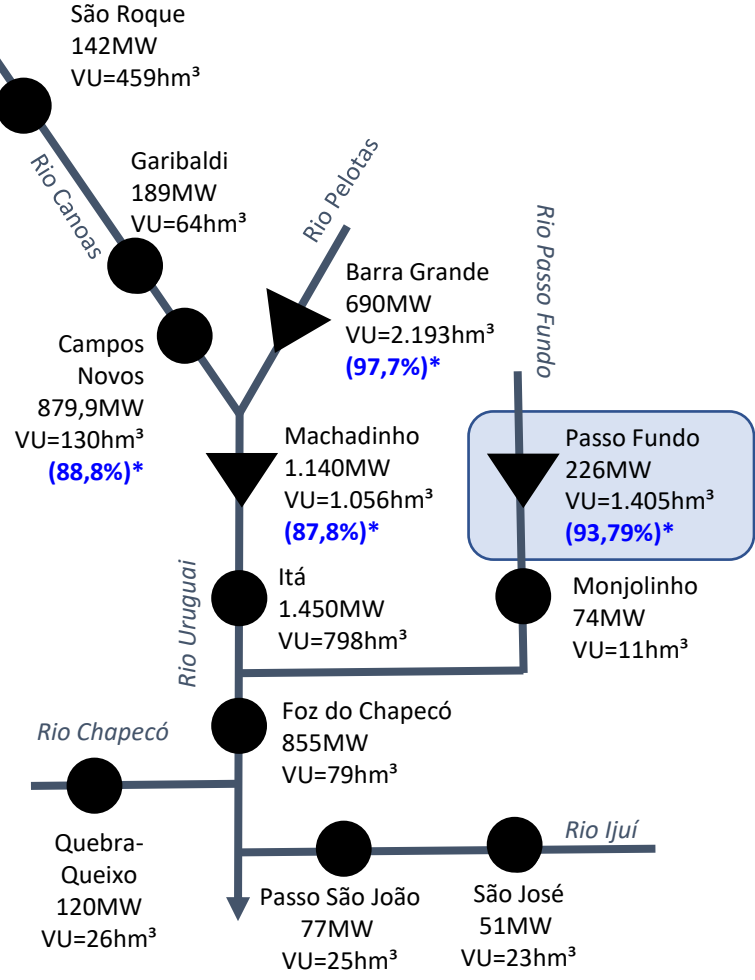 São Roque
142MW
VU=459hm³
Rio Canoas
Garibaldi
189MW
VU=64hm³
Rio Pelotas
Barra Grande
690MW
VU=2.193hm³
(97,7%)*
Rio Passo Fundo
Campos
Novos
879,9MW
VU=130hm³
(88,8%)*
Machadinho
1.140MW
VU=1.056hm³
(87,8%)*
Passo Fundo
226MW
VU=1.405hm³
(93,79%)*
Rio Uruguai
Itá
1.450MW
VU=798hm³
Monjolinho
74MW
VU=11hm³
Foz do Chapecó
855MW
VU=79hm³
Rio Chapecó
Quebra-
Queixo
120MW
VU=26hm³
Rio Ijuí
Passo São João
77MW
VU=25hm³
São José
51MW
VU=23hm³